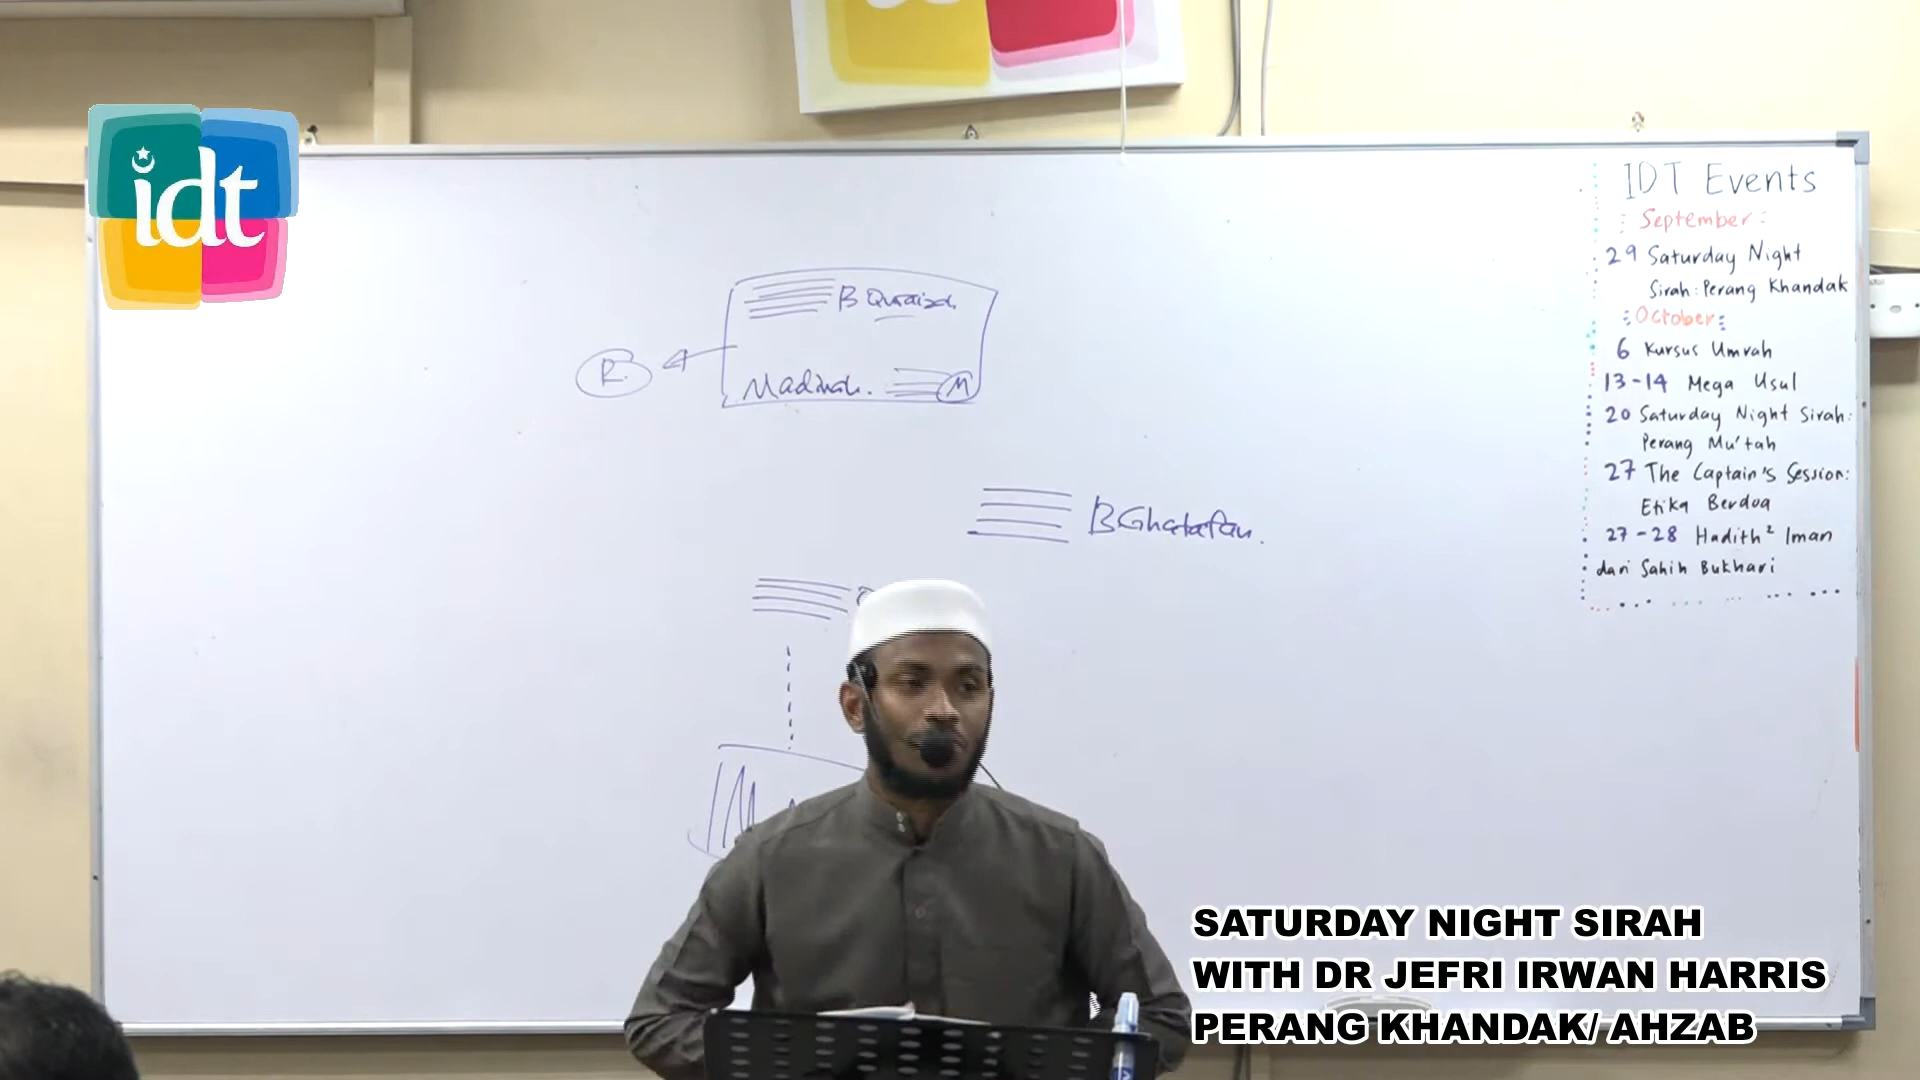 idt
IDT Events
September:
29 Saturday Night
Sirah: Perang Khandak
October:
6 Kursus Umrah
13-14 Mega Usul
20 Saturday Night Sirah:
Perang Mu'tah
27 The Captain's Session:
Etika Berdoa
27-28 Hadith² Iman
dari Sahih Bukhari
B Quraizah
R.
Madinah.
M
B Ghatafan.
SATURDAY NIGHT SIRAH
WITH DR JEFRI IRWAN HARRIS
PERANG KHANDAK/ AHZAB